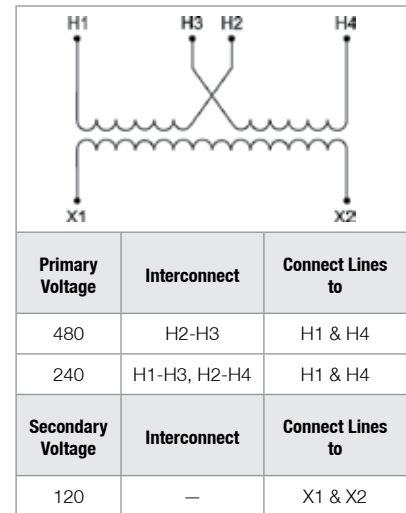 H1 H3 H2 H4
X1 X2
Primary Voltage Interconnect Connect Lines to
480 H2-H3 H1 & H4
240 H1-H3, H2-H4 H1 & H4
Secondary Voltage Interconnect Connect Lines to
120 — X1 & X2